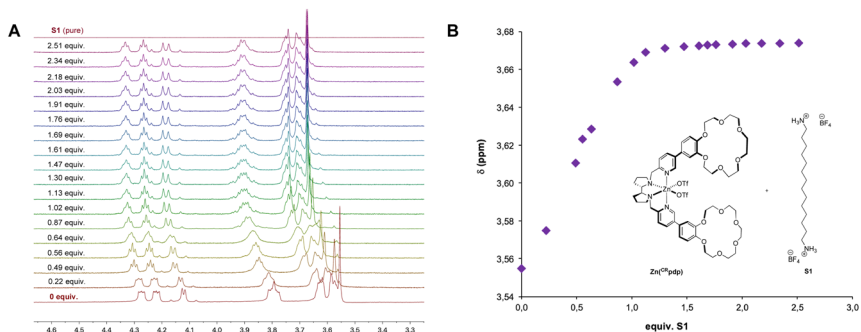 A
S1 (pure)
2.51 equiv.
2.34 equiv.
2.18 equiv.
2.03 equiv.
1.91 equiv.
1.76 equiv.
1.69 equiv.
1.61 equiv.
1.47 equiv.
1.30 equiv.
1.13 equiv.
1.02 equiv.
0.87 equiv.
0.64 equiv.
0.56 equiv.
0.49 equiv.
0.22 equiv.
0 equiv.
4.6 4.5 4.4 4.3 4.2 4.1 4.0 3.9 3.8 3.7 3.6 3.5 3.4 3.3
B
δ (ppm)
3,68
3,66
3,64
3,62
3,60
3,58
3,56
3,54
0,0 0,5 1,0 1,5 2,0 2,5 3,0
equiv. S1
O O O O O O
N
N Zn OTf
N OTf
N
O O O O O O
Zn(CRpdp)
+
H3N ⊕ ⊖ BF4
⊖ BF4 ⊕ NH3
S1